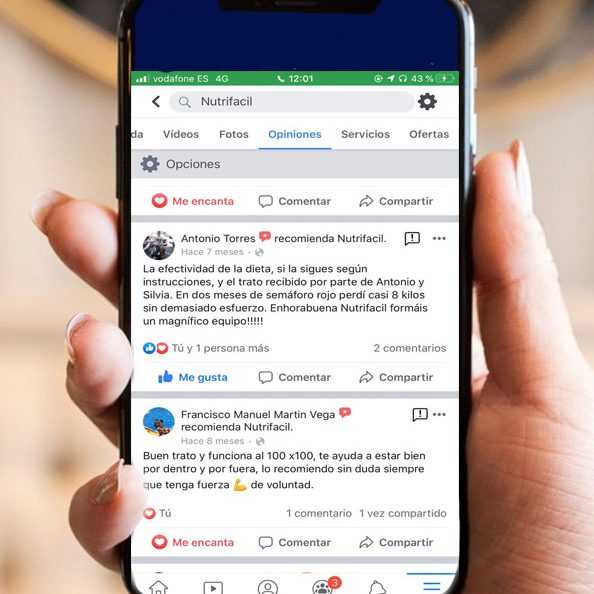 vodafone ES 4G 12:01 43 %
Nutrifacil
da Vídeos Fotos Opiniones Servicios Ofertas
Opciones
Me encanta Comentar Compartir
Antonio Torres recomienda Nutrifacil.
Hace 7 meses ·
La efectividad de la dieta, si la sigues según
instrucciones, y el trato recibido por parte de Antonio y
Silvia. En dos meses de semáforo rojo perdí casi 8 kilos
sin demasiado esfuerzo. Enhorabuena Nutrifacil formáis
un magnífico equipo!!!!!
Tú y 1 persona más 2 comentarios
Me gusta Comentar Compartir
Francisco Manuel Martin Vega
recomienda Nutrifacil.
Hace 8 meses ·
Buen trato y funciona al 100 x100, te ayuda a estar bien
por dentro y por fuera, lo recomiendo sin duda siempre
que tenga fuerza 💪 de voluntad.
Tú 1 comentario 1 vez compartido
Me encanta Comentar Compartir
3